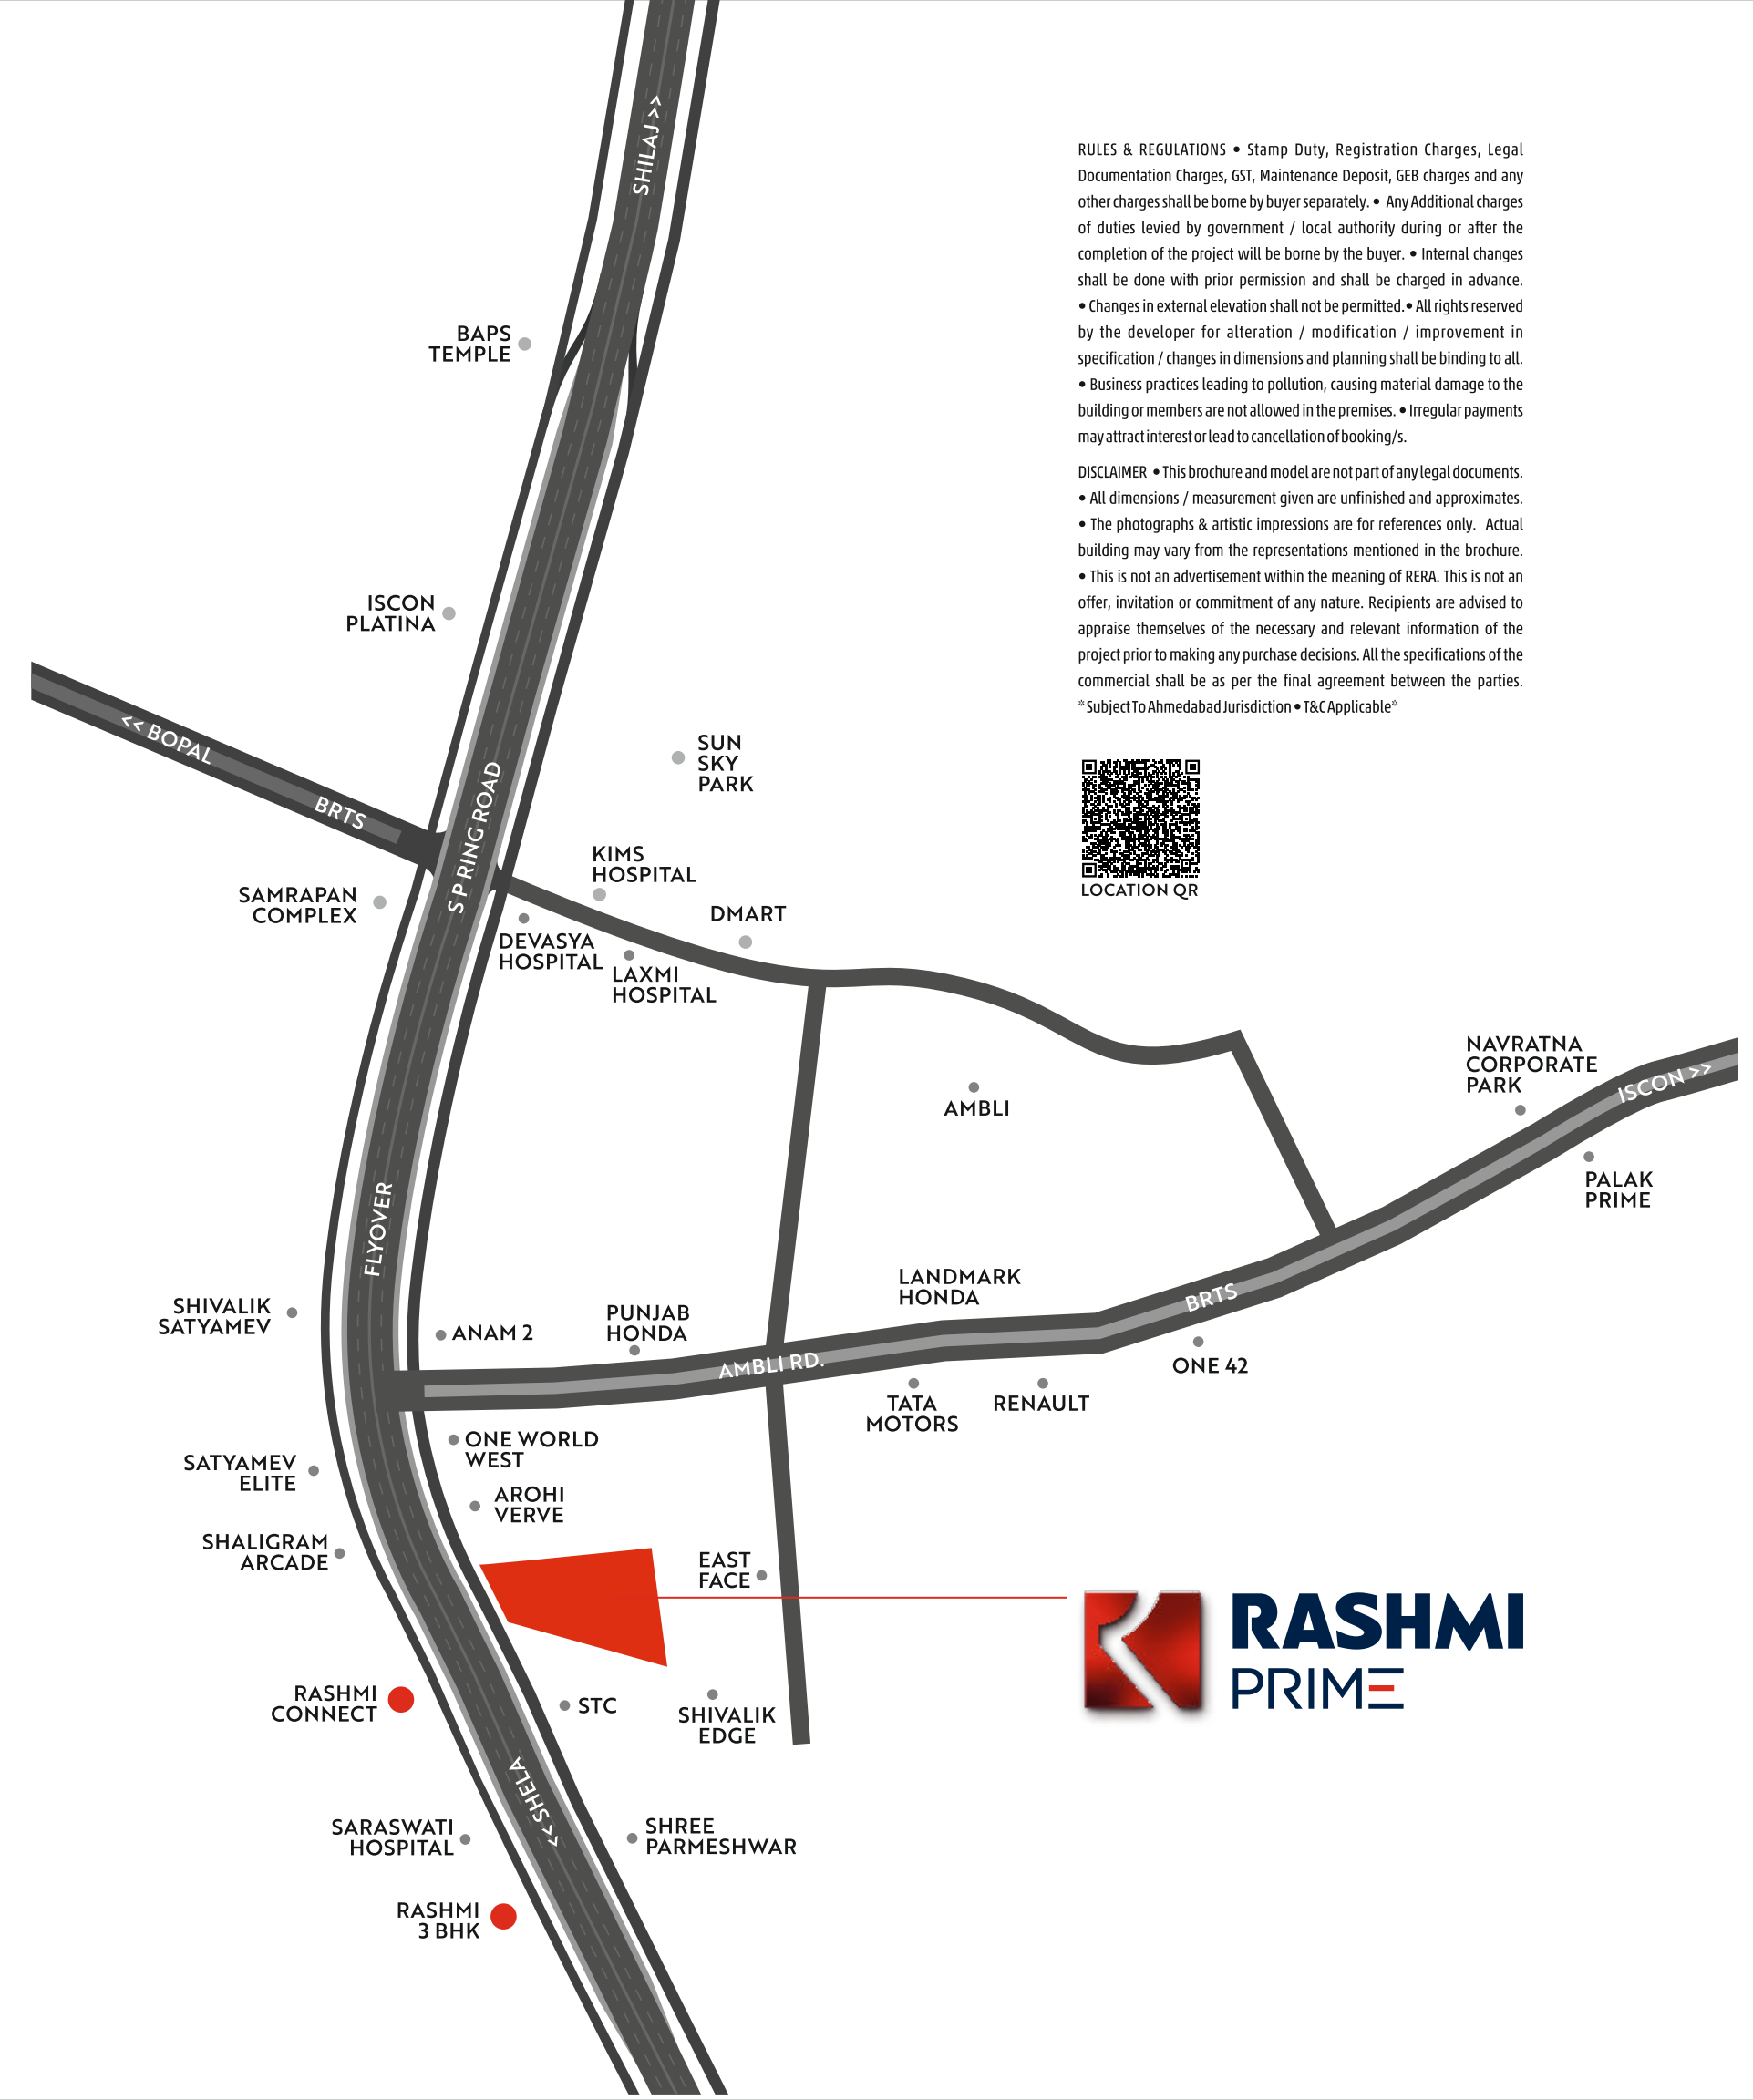 SHILAJ >>
RULES & REGULATIONS • Stamp Duty, Registration Charges, Legal
Documentation Charges, GST, Maintenance Deposit, GEB charges and any
other charges shall be borne by buyer separately. • Any Additional charges
of duties levied by government / local authority during or after the
completion of the project will be borne by the buyer. • Internal changes
shall be done with prior permission and shall be charged in advance.
• Changes in external elevation shall not be permitted.• All rights reserved
by the developer for alteration / modification / improvement in
specification / changes in dimensions and planning shall be binding to all.
• Business practices leading to pollution, causing material damage to the
building or members are not allowed in the premises. • Irregular payments
may attract interest or lead to cancellation of booking/s.
DISCLAIMER • This brochure and model are not part of any legal documents.
• All dimensions / measurement given are unfinished and approximates.
• The photographs & artistic impressions are for references only. Actual
building may vary from the representations mentioned in the brochure.
• This is not an advertisement within the meaning of RERA. This is not an
offer, invitation or commitment of any nature. Recipients are advised to
appraise themselves of the necessary and relevant information of the
project prior to making any purchase decisions. All the specifications of the
commercial shall be as per the final agreement between the parties.
*Subject To Ahmedabad Jurisdiction • T&C Applicable*
LOCATION QR
BAPS
TEMPLE
ISCON
PLATINA
<< BOPAL
BRTS
S P RING ROAD
SUN
SKY
PARK
KIMS
HOSPITAL
SAMRAPAN
COMPLEX
DMART
DEVASYA
HOSPITAL
LAXMI
HOSPITAL
AMBLI
NAVRATNA
CORPORATE
PARK
ISCON >>
PALAK
PRIME
FLYOVER
SHIVALIK
SATYAMEV
ANAM 2
PUNJAB
HONDA
LANDMARK
HONDA
BRTS
AMBLI RD.
ONE 42
TATA
MOTORS
RENAULT
ONE WORLD
WEST
SATYAMEV
ELITE
AROHI
VERVE
SHALIGRAM
ARCADE
EAST
FACE
RASHMI
PRIME
RASHMI
CONNECT
STC
SHIVALIK
EDGE
<< SHELA
SARASWATI
HOSPITAL
SHREE
PARMESHWAR
RASHMI
3 BHK